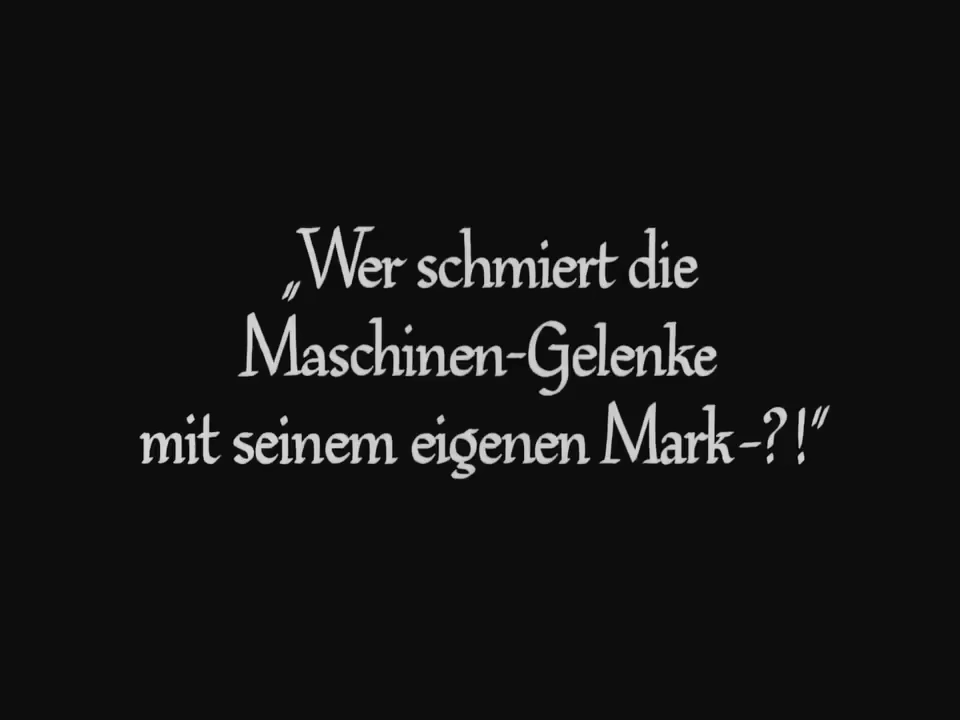 „Wer schmiert die
Maschinen-Gelenke
mit seinem eigenen Mark-?!“